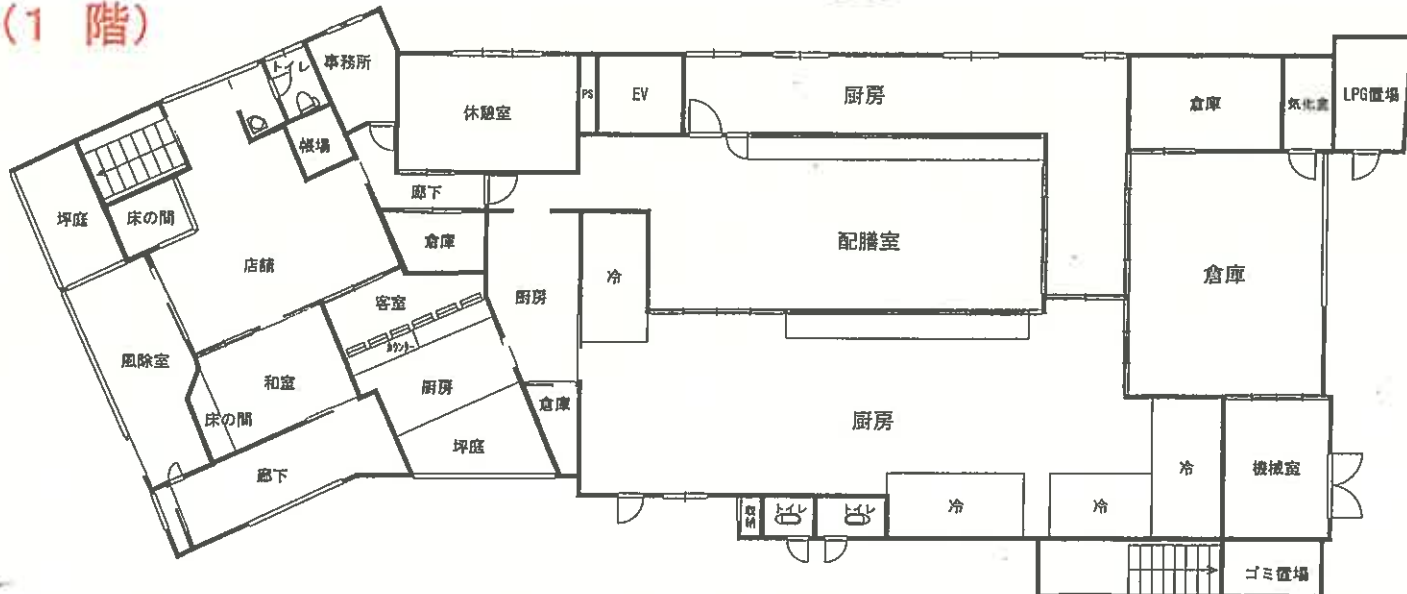 (1 階)
トイレ
事務所
休憩室
PS
EV
厨房
倉庫
気化室
LPG置場
帳場
廊下
坪庭
床の間
店舗
倉庫
冷
配膳室
倉庫
客室
厨房
カウンター
風除室
和室
厨房
倉庫
床の間
坪庭
厨房
廊下
冷
機械室
収納
トイレ
トイレ
冷
冷
ゴミ置場